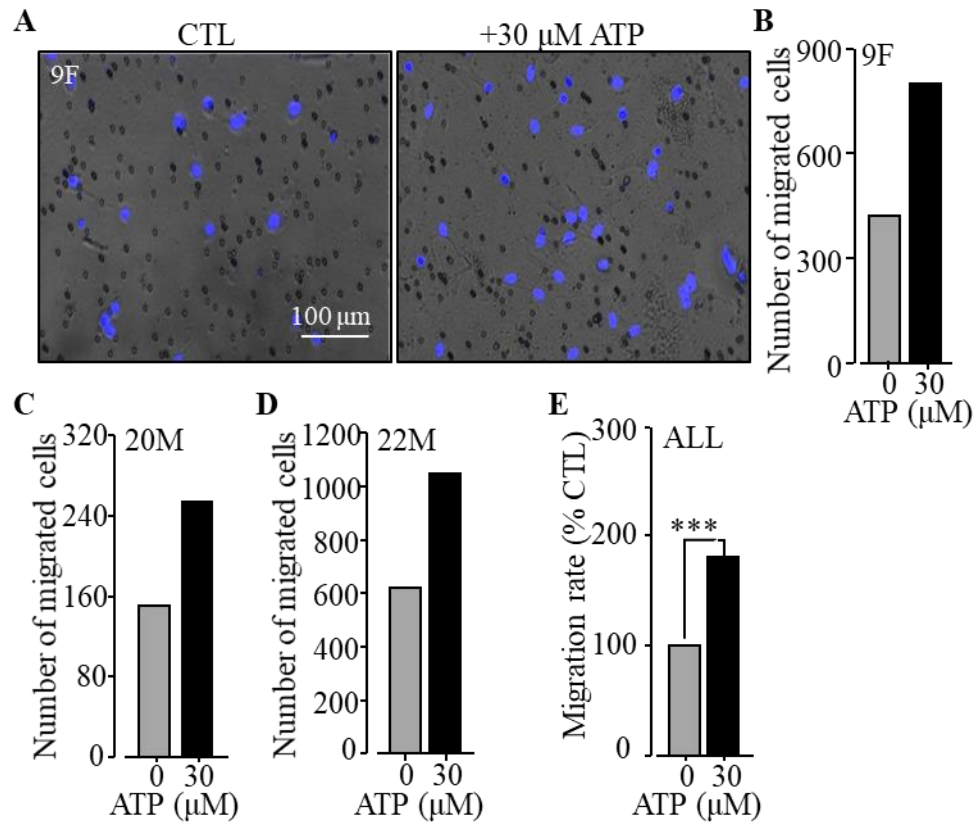 A
CTL
+30 μM ATP
9F
100 μm
B
Number of migrated cells
900
600
300
0
9F
0 30
ATP (μM)
C
Number of migrated cells
320
240
160
80
0
20M
0 30
ATP (μM)
D
Number of migrated cells
1200
1000
800
600
400
200
0
22M
0 30
ATP (μM)
E
Migration rate (% CTL)
300
200
100
0
ALL
***
0 30
ATP (μM)